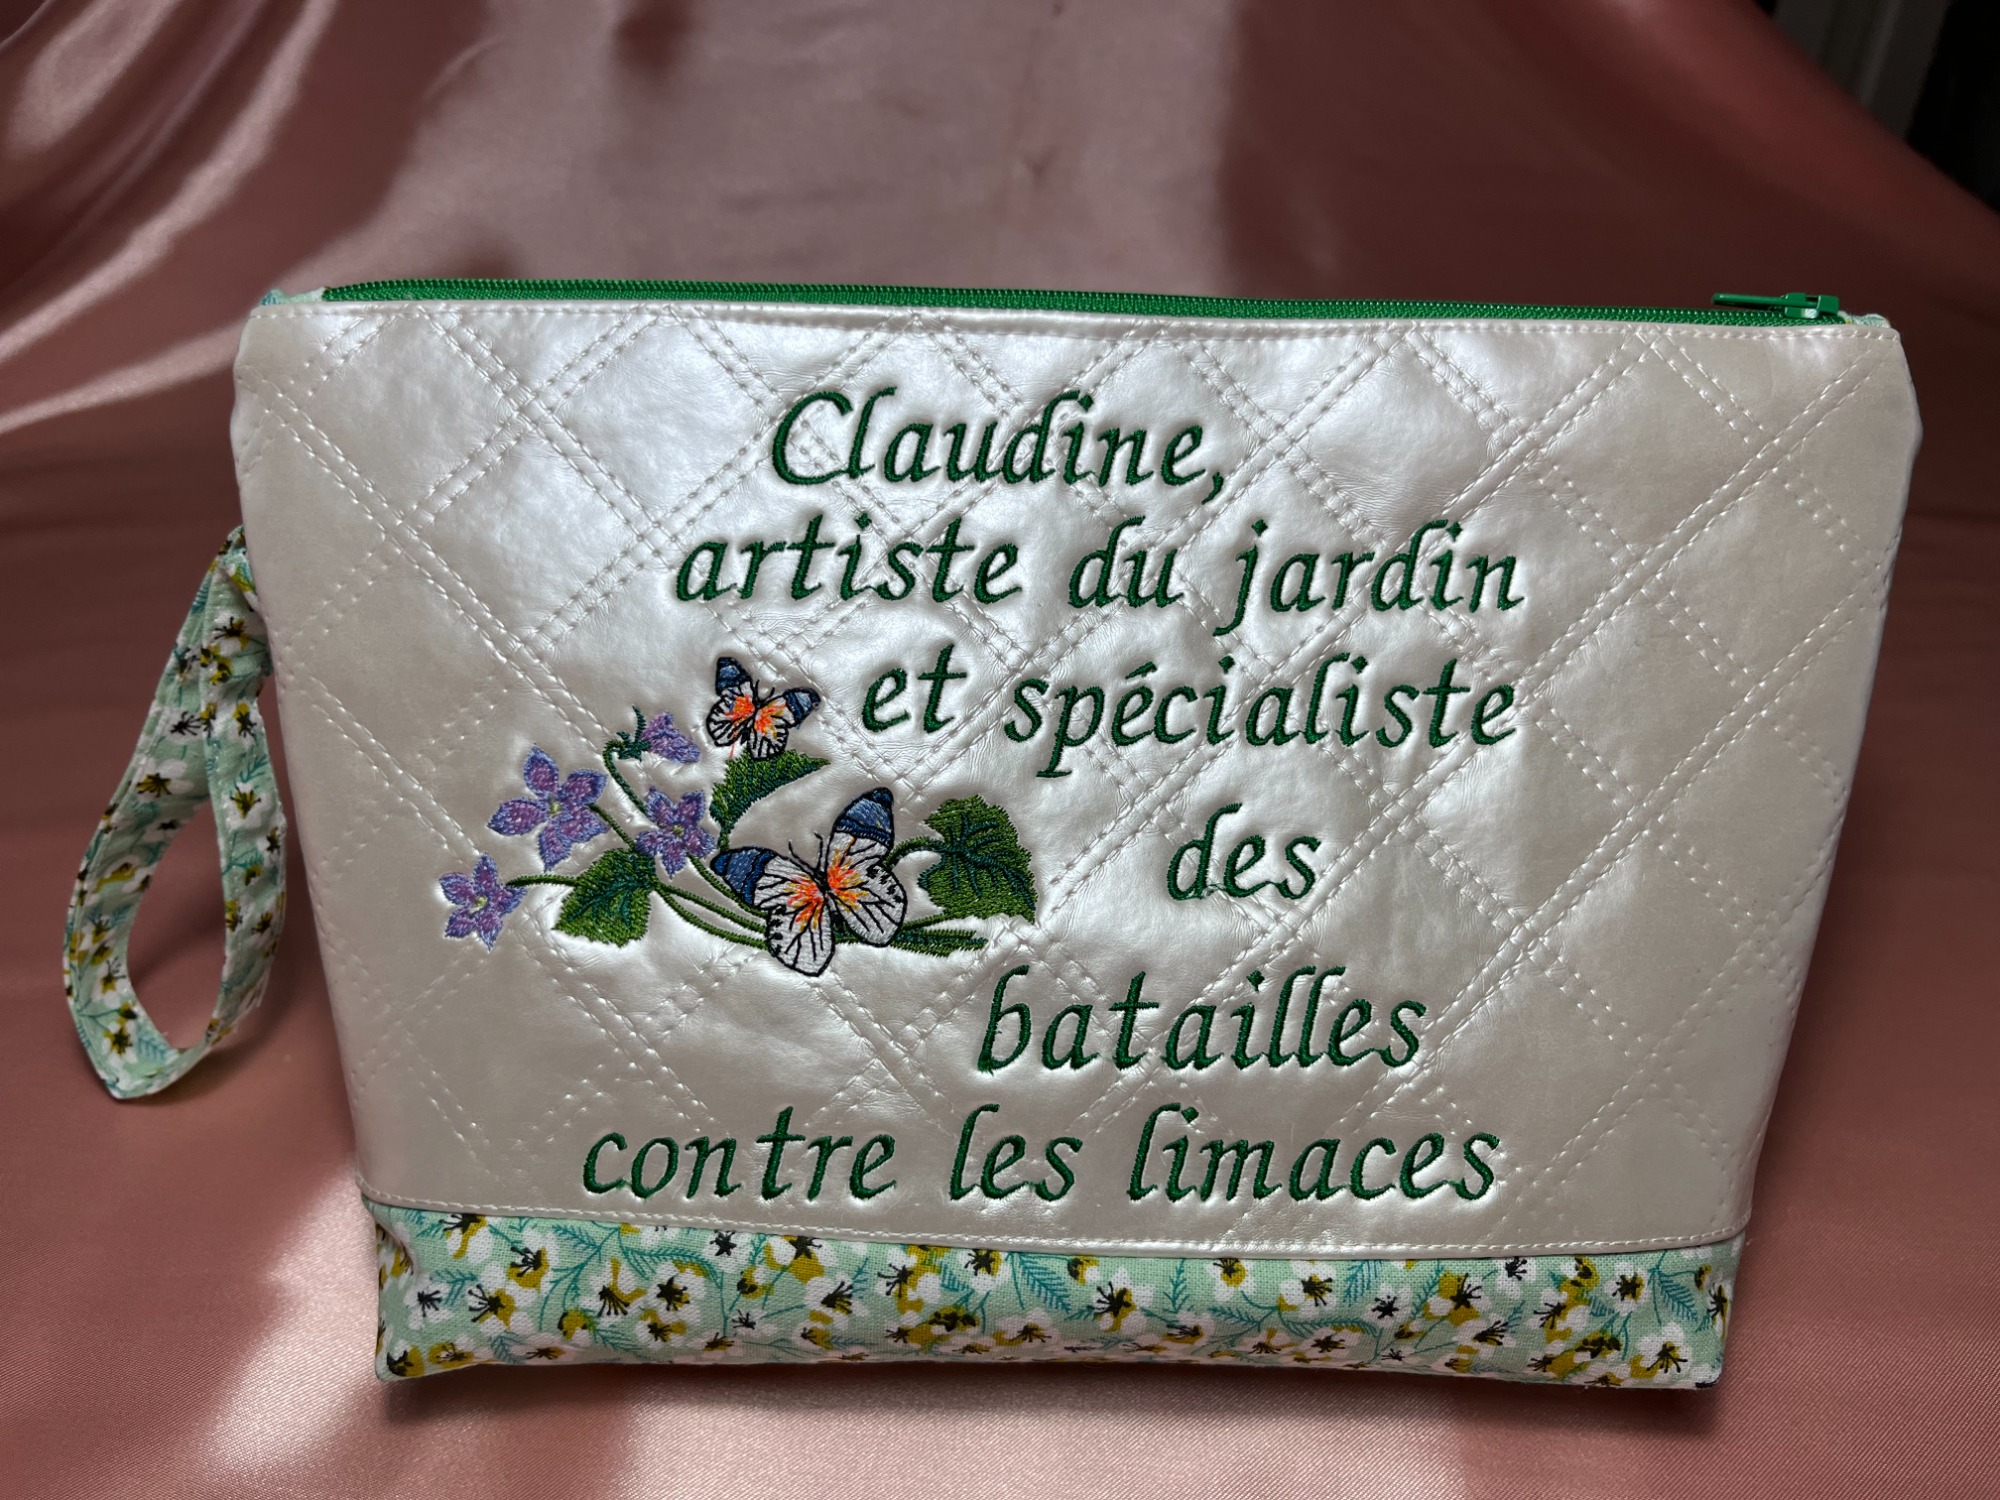 Claudine,
artiste du jardin
et spécialiste
des
batailles
contre les limaces